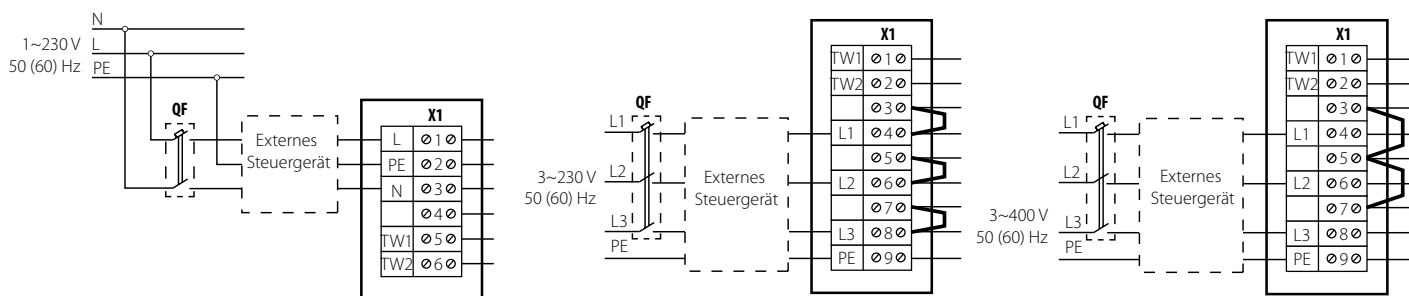 N
1~230 V L
50 (60) Hz PE
QF
Externes
Steuergerät
X1
L 1
PE 2
N 3
4
TW1 5
TW2 6
QF
L1
3~230 V L2
50 (60) Hz
L3
PE
Externes
Steuergerät
X1
TW1 1
TW2 2
3
L1 4
5
L2 6
7
L3 8
PE 9
QF
L1
L2
3~400 V L3
50 (60) Hz PE
Externes
Steuergerät
X1
TW1 1
TW2 2
3
L1 4
5
L2 6
7
L3 8
PE 9